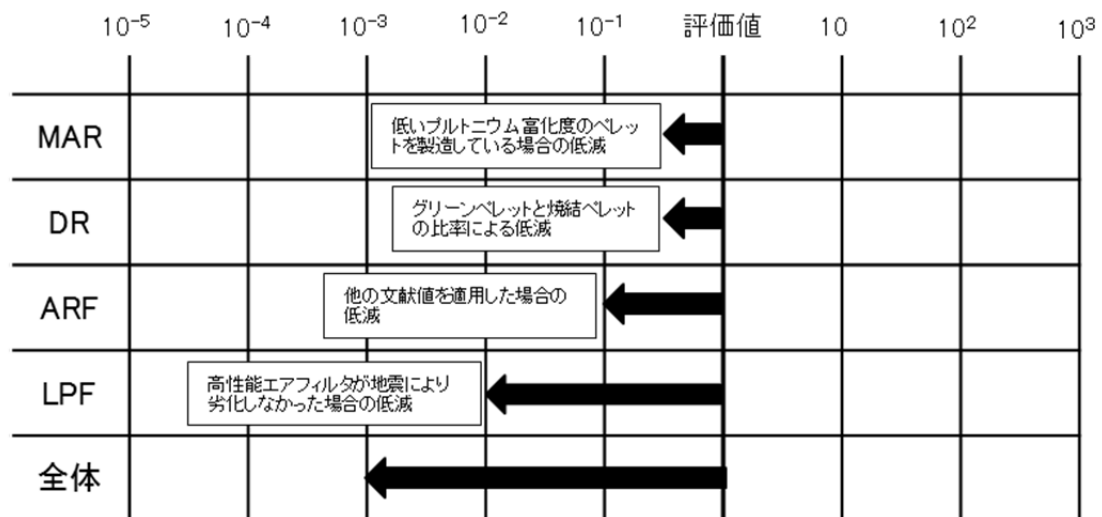 10-5 10-4 10-3 10-2 10-1 評価値 10 10² 10³
MAR
低いプルトニウム富化度のペレッ
トを製造している場合の低減
DR
グリーンペレットと焼結ペレット
の比率による低減
ARF
他の文献値を適用した場合の
低減
LPF
高性能エアフィルタが地震により
劣化しなかった場合の低減
全体